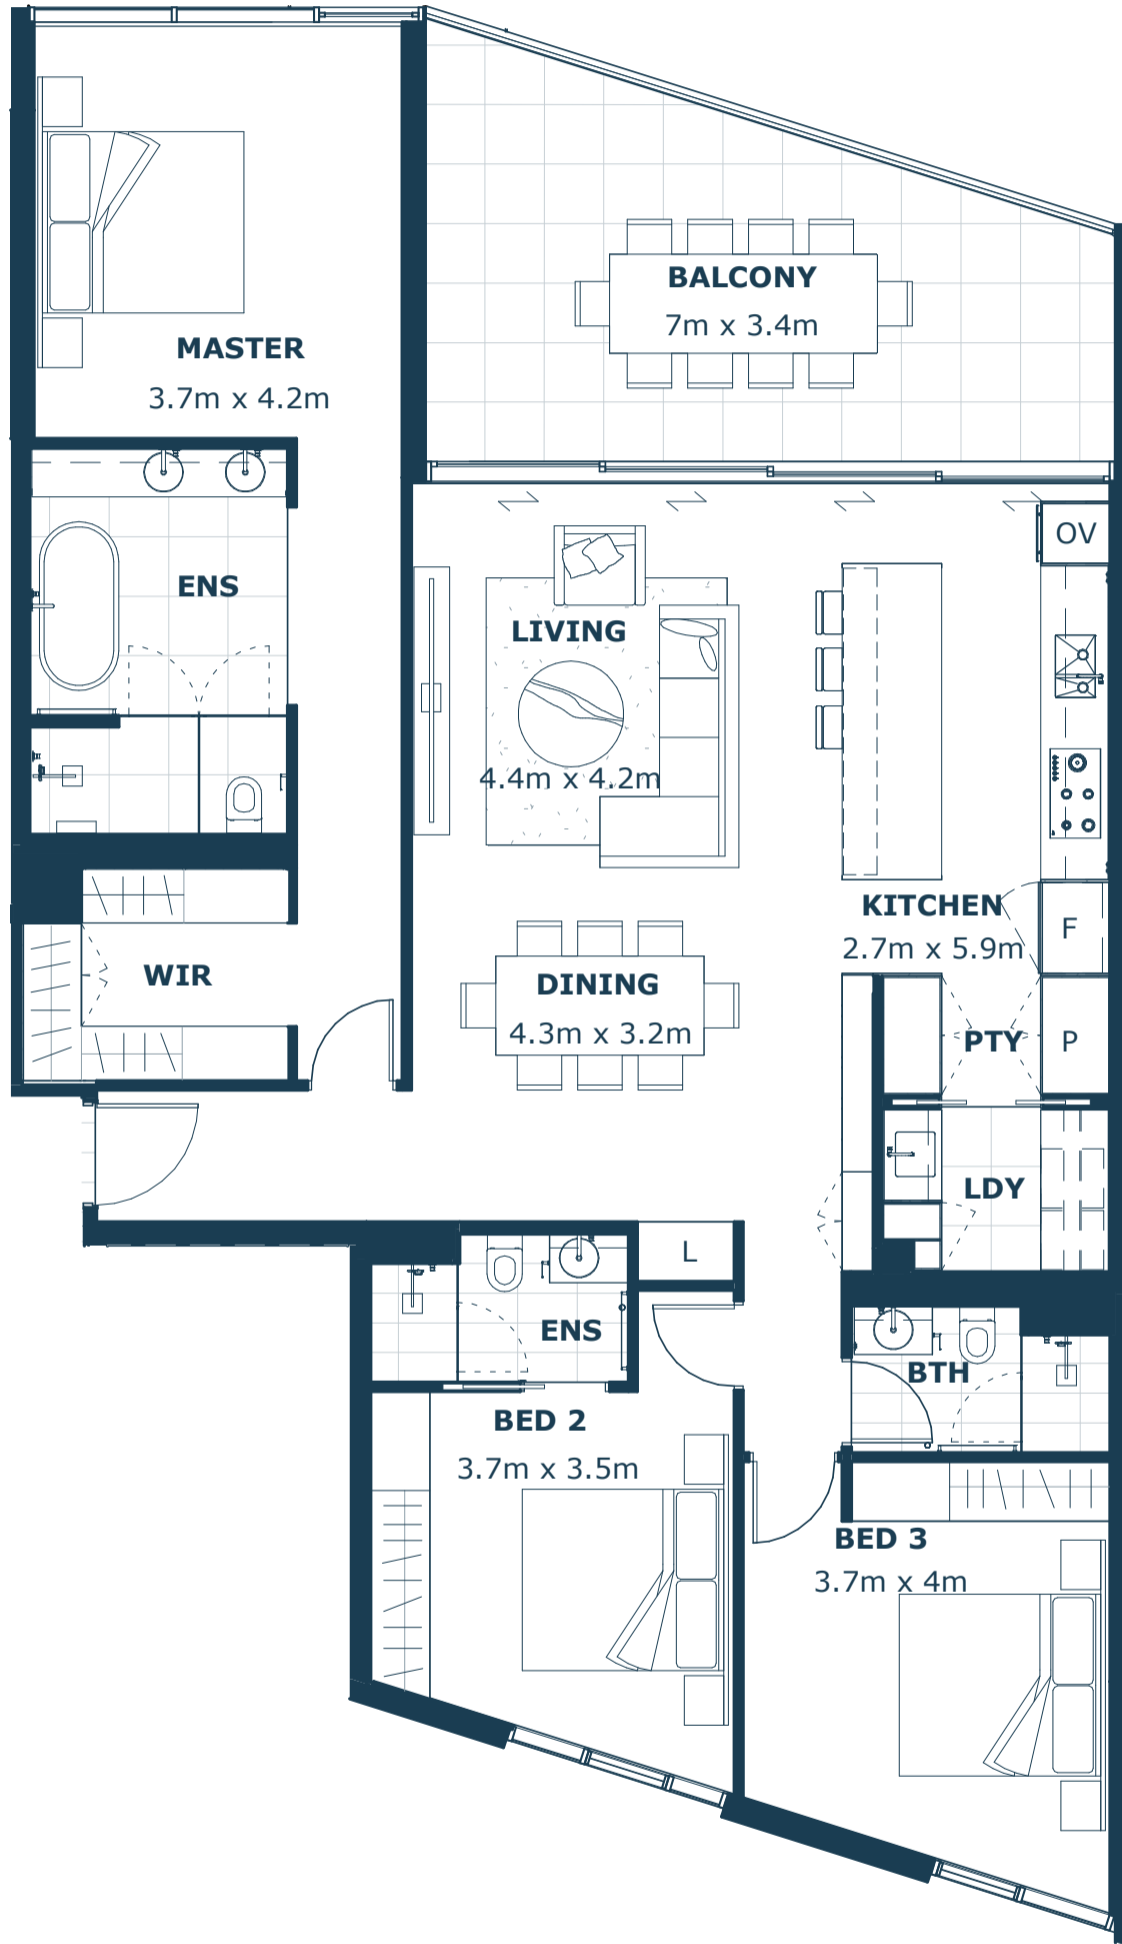 BALCONY
7m x 3.4m
MASTER
3.7m x 4.2m
OV
ENS
LIVING
4.4m x 4.2m
KITCHEN
2.7m x 5.9m
F
WIR
DINING
4.3m x 3.2m
PTY
P
LDY
L
ENS
BTH
BED 2
3.7m x 3.5m
BED 3
3.7m x 4m